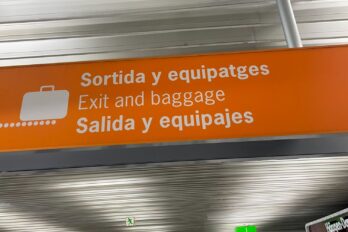 Sortida y equipatges
Exit and baggage
Salida y equipajes